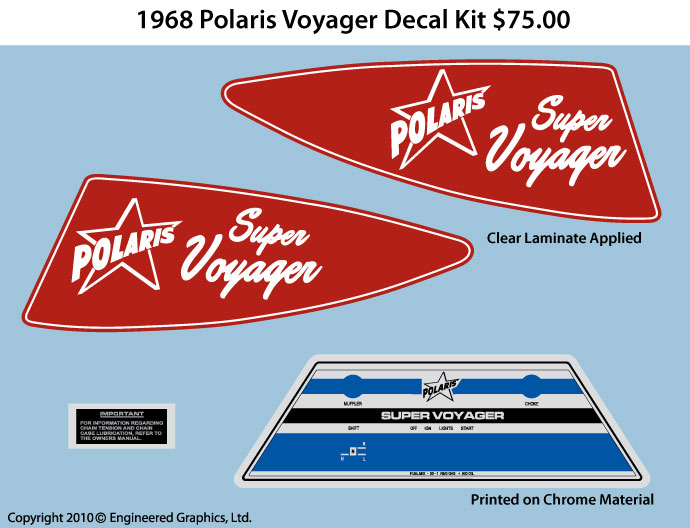 1968 Polaris Voyager Decal Kit $75.00
POLARIS
Super
Voyager
Clear Laminate Applied
POLARIS
Super
Voyager
POLARIS
MUFFLER
CHOKE
SUPER VOYAGER
SHIFT
OFF IGN LIGHTS START
IMPORTANT
FOR INFORMATION REGARDING
CHAIN TENSION AND CHAIN
CASE LUBRICATION, REFER TO
THE OWNERS MANUAL.
Printed on Chrome Material
Copyright 2010 © Engineered Graphics, Ltd.